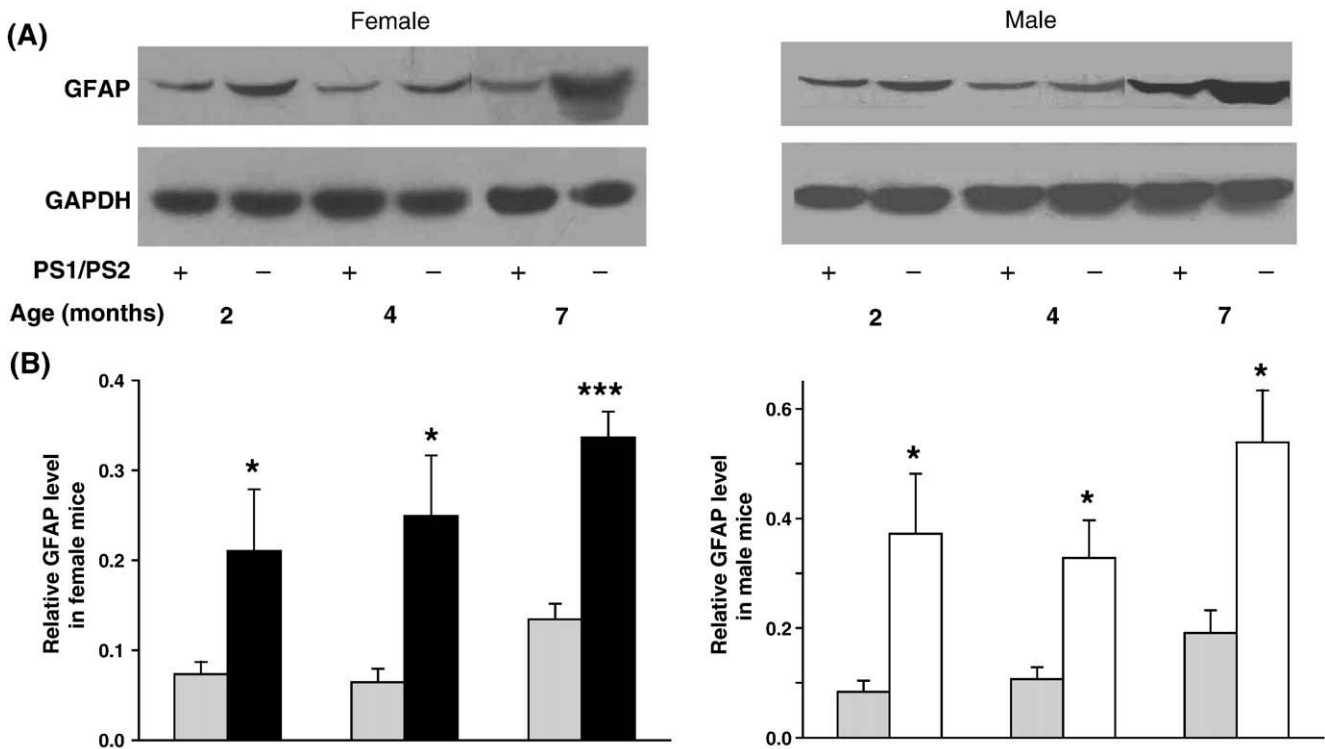 (A)
Female
Male
GFAP
GAPDH
PS1/PS2 + − + − + − + − + − + −
Age (months) 2 4 7 2 4 7
(B)
Relative GFAP level
in female mice
0.4
0.3
0.2
0.1
0.0
*
*
***
Relative GFAP level
in male mice
0.6
0.4
0.2
0.0
*
*
*